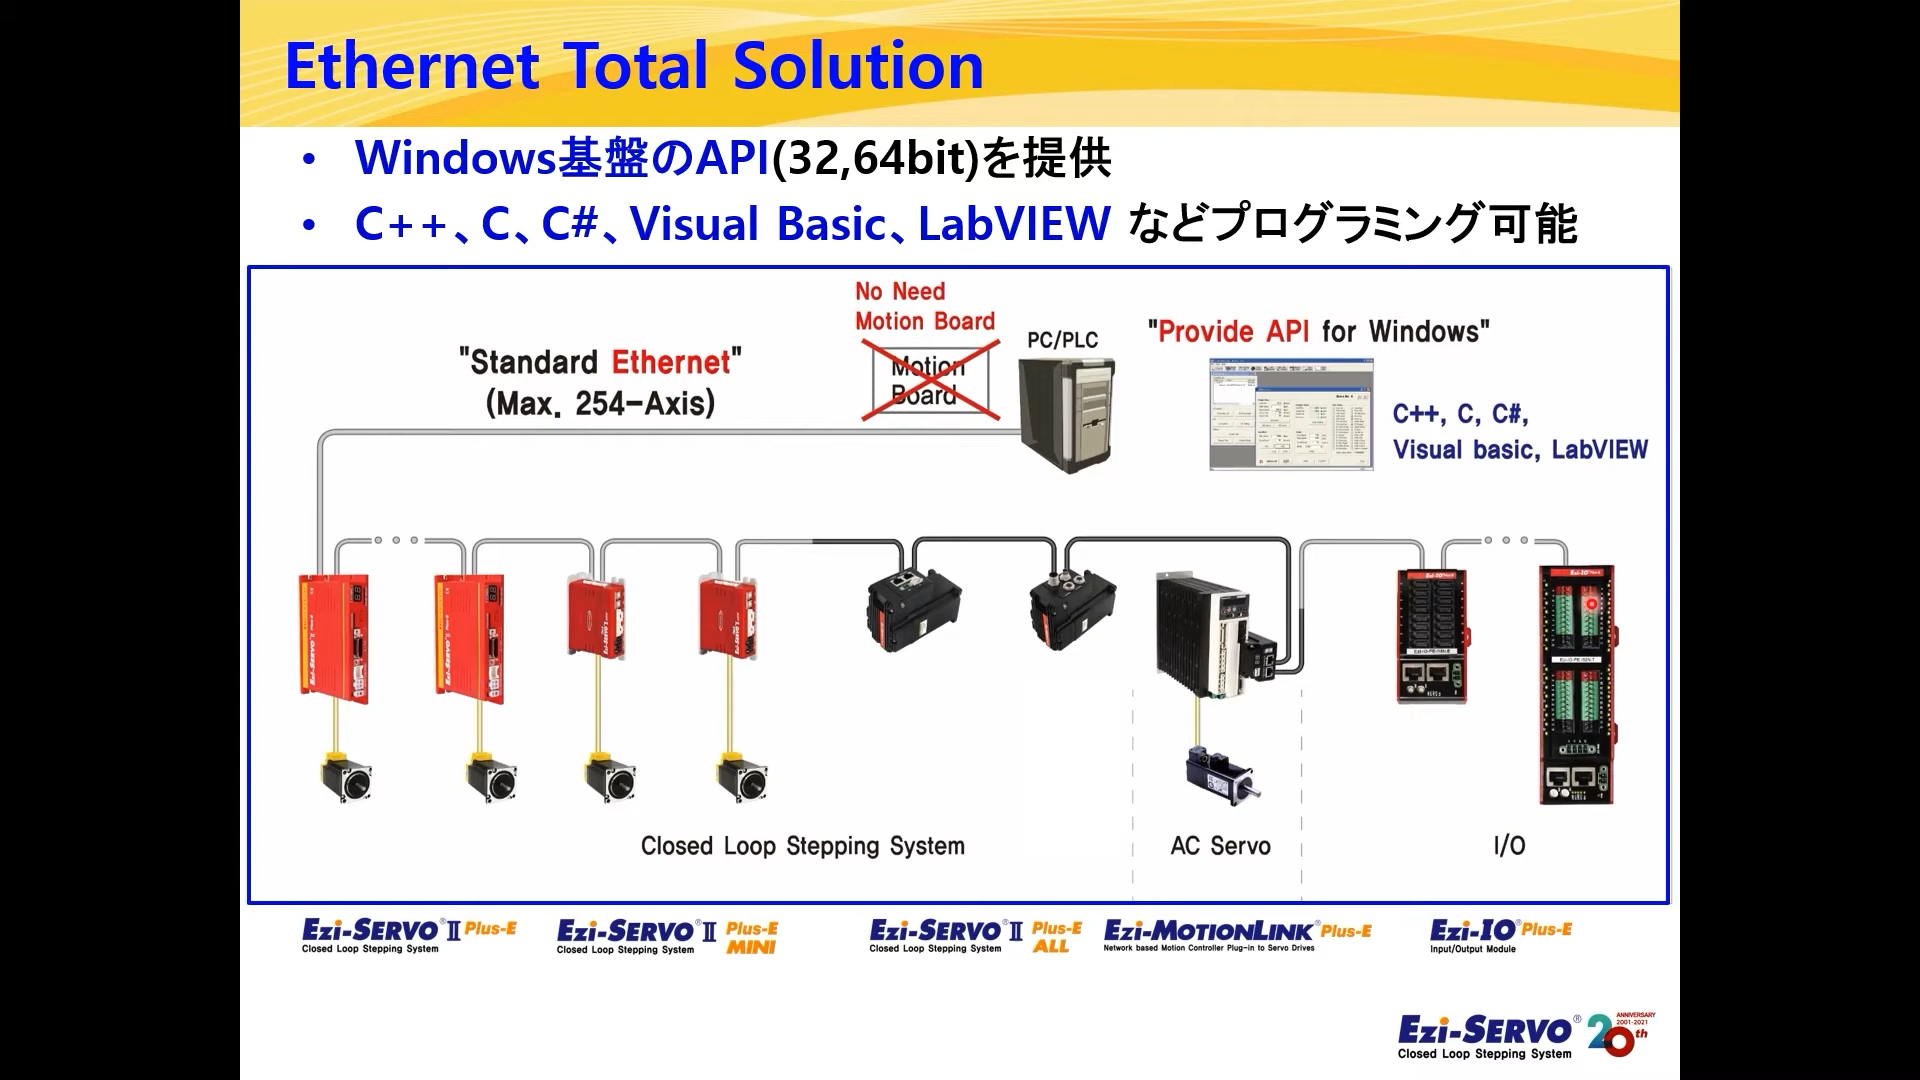 Ethernet Total Solution
• Windows基盤のAPI(32,64bit)を提供
• C++、C、C#、Visual Basic、LabVIEW などプログラミング可能
No Need
Motion Board
Motion
Board
PC/PLC
"Provide API for Windows"
"Standard Ethernet"
(Max. 254-Axis)
C++, C, C#,
Visual basic, LabVIEW
Closed Loop Stepping System
AC Servo
I/O
Ezi-SERVO® II Plus-E
Closed Loop Stepping System
Ezi-SERVO® II Plus-E
MINI
Closed Loop Stepping System
Ezi-SERVO® II Plus-E
ALL
Closed Loop Stepping System
Ezi-MOTIONLINK® Plus-E
Network based Motion Controller Plug-in to Servo Drives
Ezi-IO® Plus-E
Input/Output Module
Ezi-SERVO®
Closed Loop Stepping System
20th
ANNIVERSARY
2001-2021